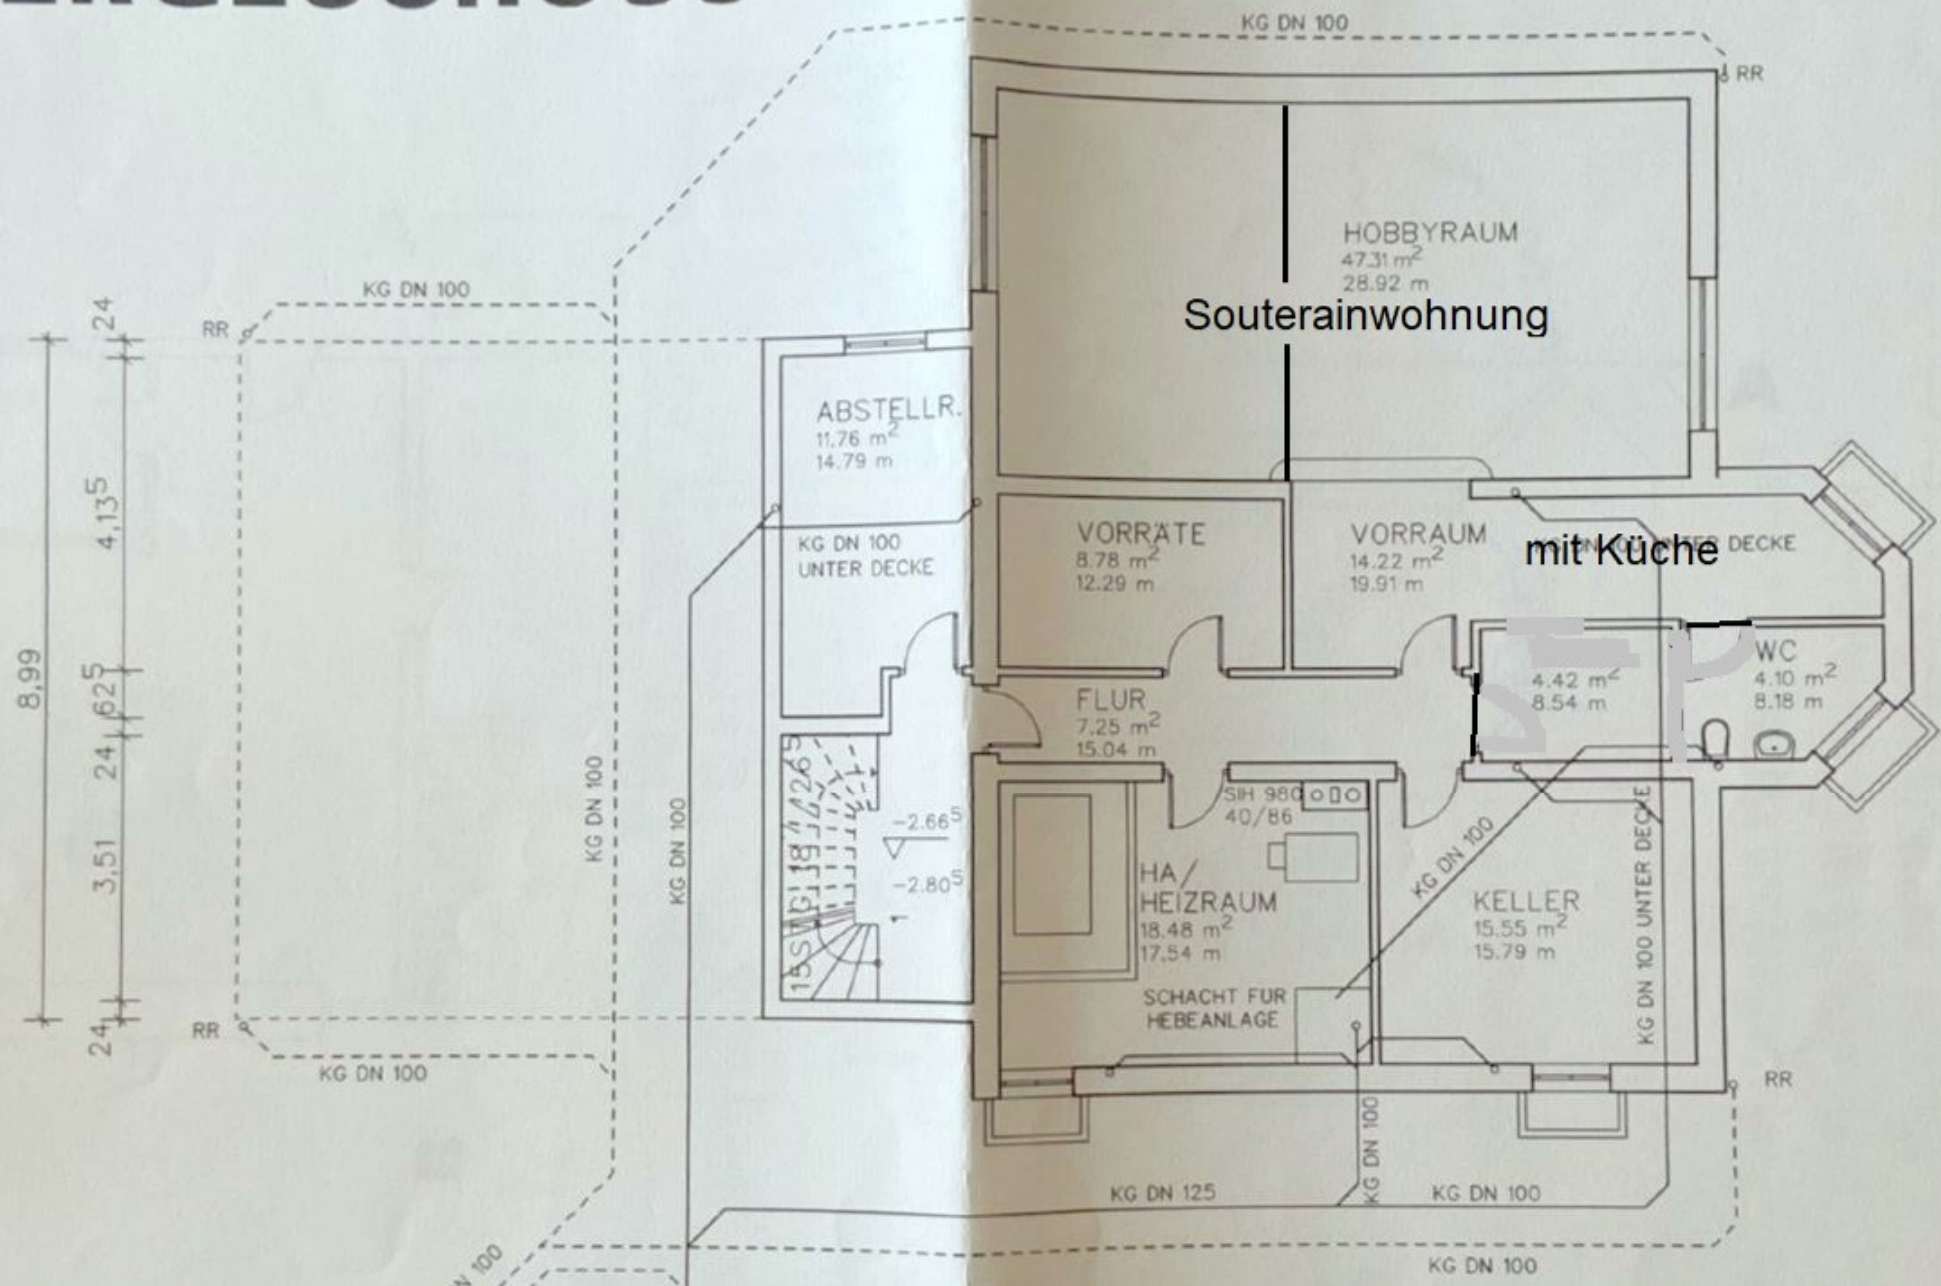 KG DN 100
RR
HOBBYRAUM
47.31 m²
28.92 m
Souterainwohnung
KG DN 100
RR
24
ABSTELLR.
11.76 m²
14.79 m
4,13⁵
KG DN 100
UNTER DECKE
VORRÄTE
8.78 m²
12.29 m
VORRAUM
14.22 m²
19.91 m
mit Küche
UNTER DECKE
WC
4.10 m²
8.18 m
4.42 m²
8.54 m
FLUR
7.25 m²
15.04 m
8,99
62⁵
24
3,51
24
KG DN 100
KG DN 100
-2.66⁵
-2.80⁵
1
SIH 980
40/86
HA/
HEIZRAUM
18.48 m²
17.54 m
SCHACHT FÜR
HEBEANLAGE
KG DN 100
KELLER
15.55 m²
15.79 m
KG DN 100 UNTER DECKE
RR
KG DN 100
RR
KG DN 100
KG DN 125
KG DN 100
KG DN 100